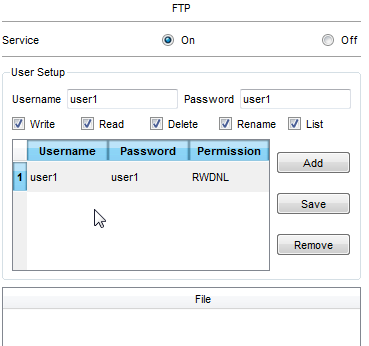 FTP
Service On Off
User Setup
Username user1 Password user1
Write Read Delete Rename List
Username Password Permission
1 user1 user1 RWDNL
Add
Save
Remove
File